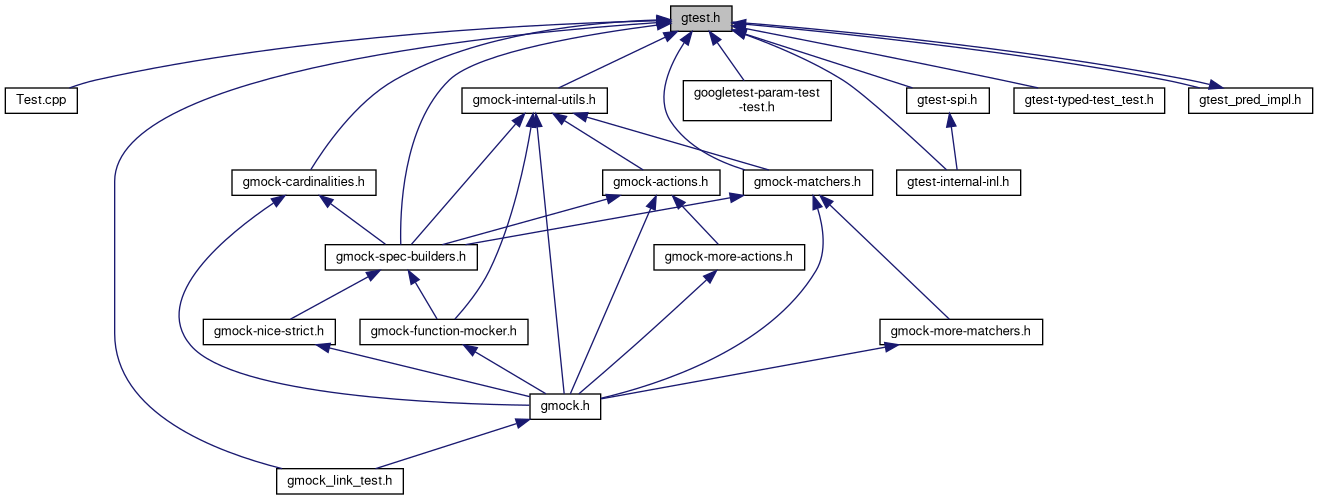 gtest.h
Test.cpp
gmock-internal-utils.h
googletest-param-test
-test.h
gtest-spi.h
gtest-typed-test_test.h
gtest_pred_impl.h
gmock-cardinalities.h
gmock-actions.h
gmock-matchers.h
gtest-internal-inl.h
gmock-spec-builders.h
gmock-more-actions.h
gmock-nice-strict.h
gmock-function-mocker.h
gmock-more-matchers.h
gmock.h
gmock_link_test.h